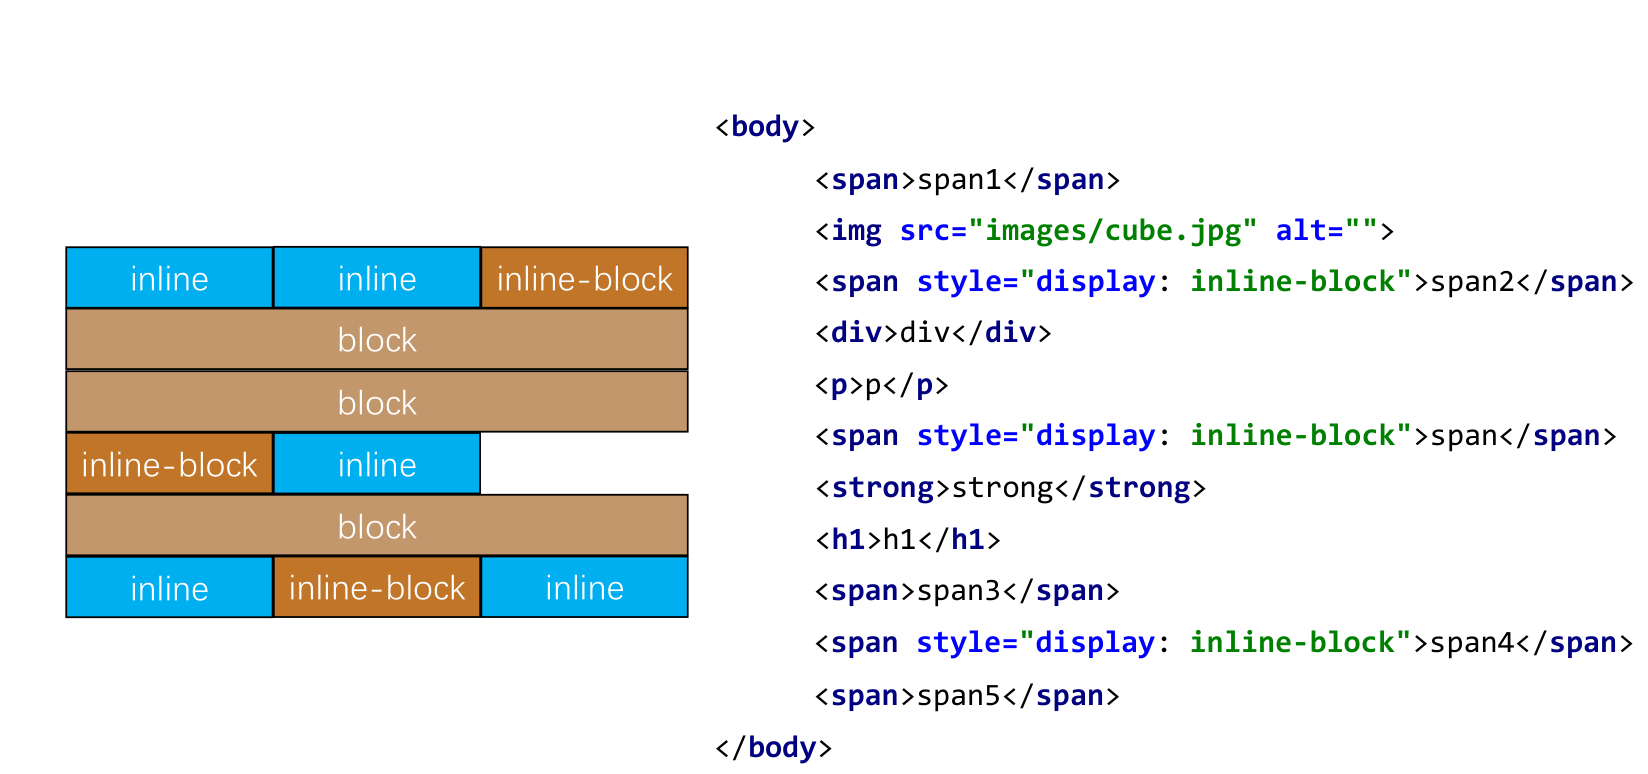 inline inline inline-block
block
block
inline-block inline
block
inline inline-block inline
<body>
<span>span1</span>
<img src="images/cube.jpg" alt="">
<span style="display: inline-block">span2</span>
<div>div</div>
<p>p</p>
<span style="display: inline-block">span</span>
<strong>strong</strong>
<h1>h1</h1>
<span>span3</span>
<span style="display: inline-block">span4</span>
<span>span5</span>
</body>